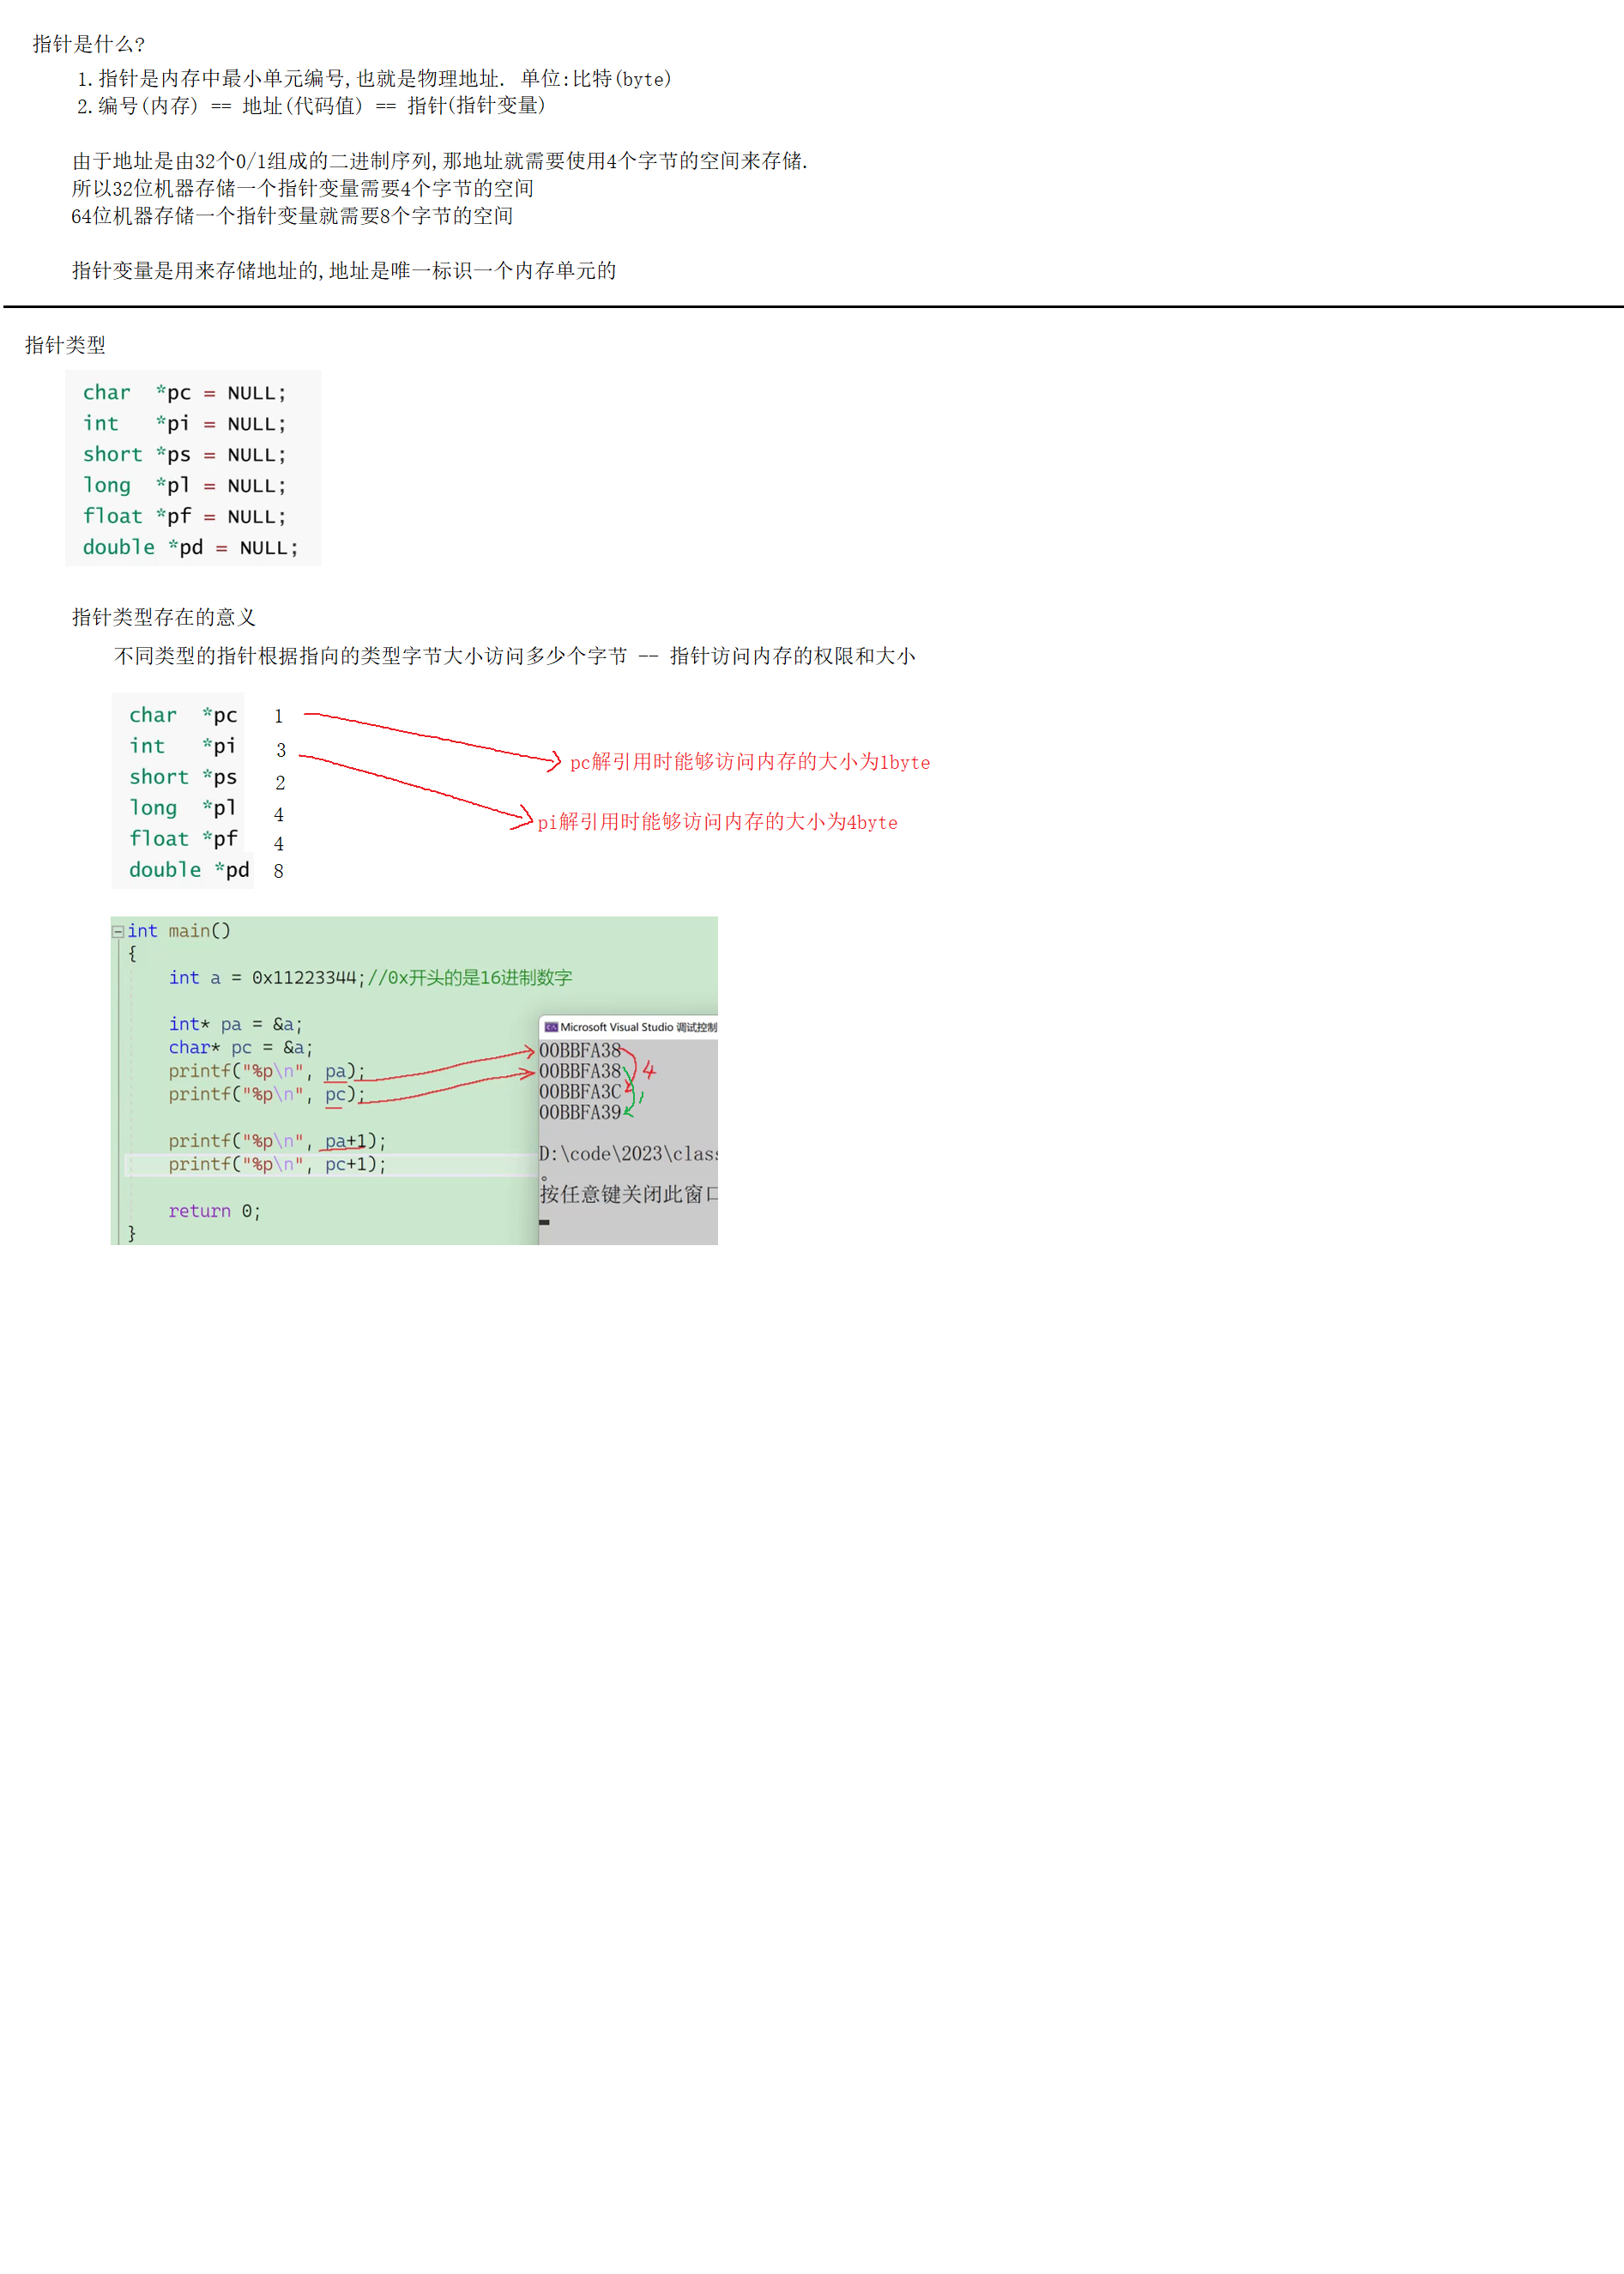 指针是什么?
1.指针是内存中最小单元编号,也就是物理地址. 单位:比特(byte)
2.编号(内存) == 地址(代码值) == 指针(指针变量)
由于地址是由32个0/1组成的二进制序列,那地址就需要使用4个字节的空间来存储.
所以32位机器存储一个指针变量需要4个字节的空间
64位机器存储一个指针变量就需要8个字节的空间
指针变量是用来存储地址的,地址是唯一标识一个内存单元的
指针类型
char *pc = NULL;
int *pi = NULL;
short *ps = NULL;
long *pl = NULL;
float *pf = NULL;
double *pd = NULL;
指针类型存在的意义
不同类型的指针根据指向的类型字节大小访问多少个字节 -- 指针访问内存的权限和大小
char *pc 1
int *pi 3
short *ps 2
long *pl 4
float *pf 4
double *pd 8
pc解引用时能够访问内存的大小为1byte
pi解引用时能够访问内存的大小为4byte
int main()
{
int a = 0x11223344;//0x开头的是16进制数字
int* pa = &a;
char* pc = &a;
printf("%p\n", pa);
printf("%p\n", pc);
printf("%p\n", pa+1);
printf("%p\n", pc+1);
return 0;
}
Microsoft Visual Studio 调试控制
00BBFA38
00BBFA38
00BBFA3C
00BBFA39
4
1
D:\code\2023\clas
。
按任意键关闭此窗口